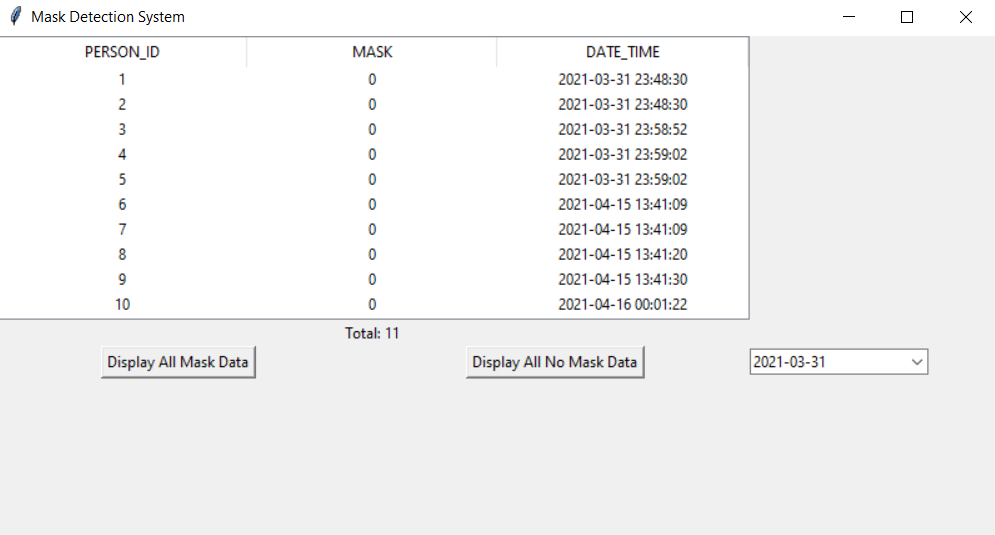 Mask Detection System
PERSON_ID MASK DATE_TIME
1 0 2021-03-31 23:48:30
2 0 2021-03-31 23:48:30
3 0 2021-03-31 23:58:52
4 0 2021-03-31 23:59:02
5 0 2021-03-31 23:59:02
6 0 2021-04-15 13:41:09
7 0 2021-04-15 13:41:09
8 0 2021-04-15 13:41:20
9 0 2021-04-15 13:41:30
10 0 2021-04-16 00:01:22
Total: 11
Display All Mask Data Display All No Mask Data 2021-03-31